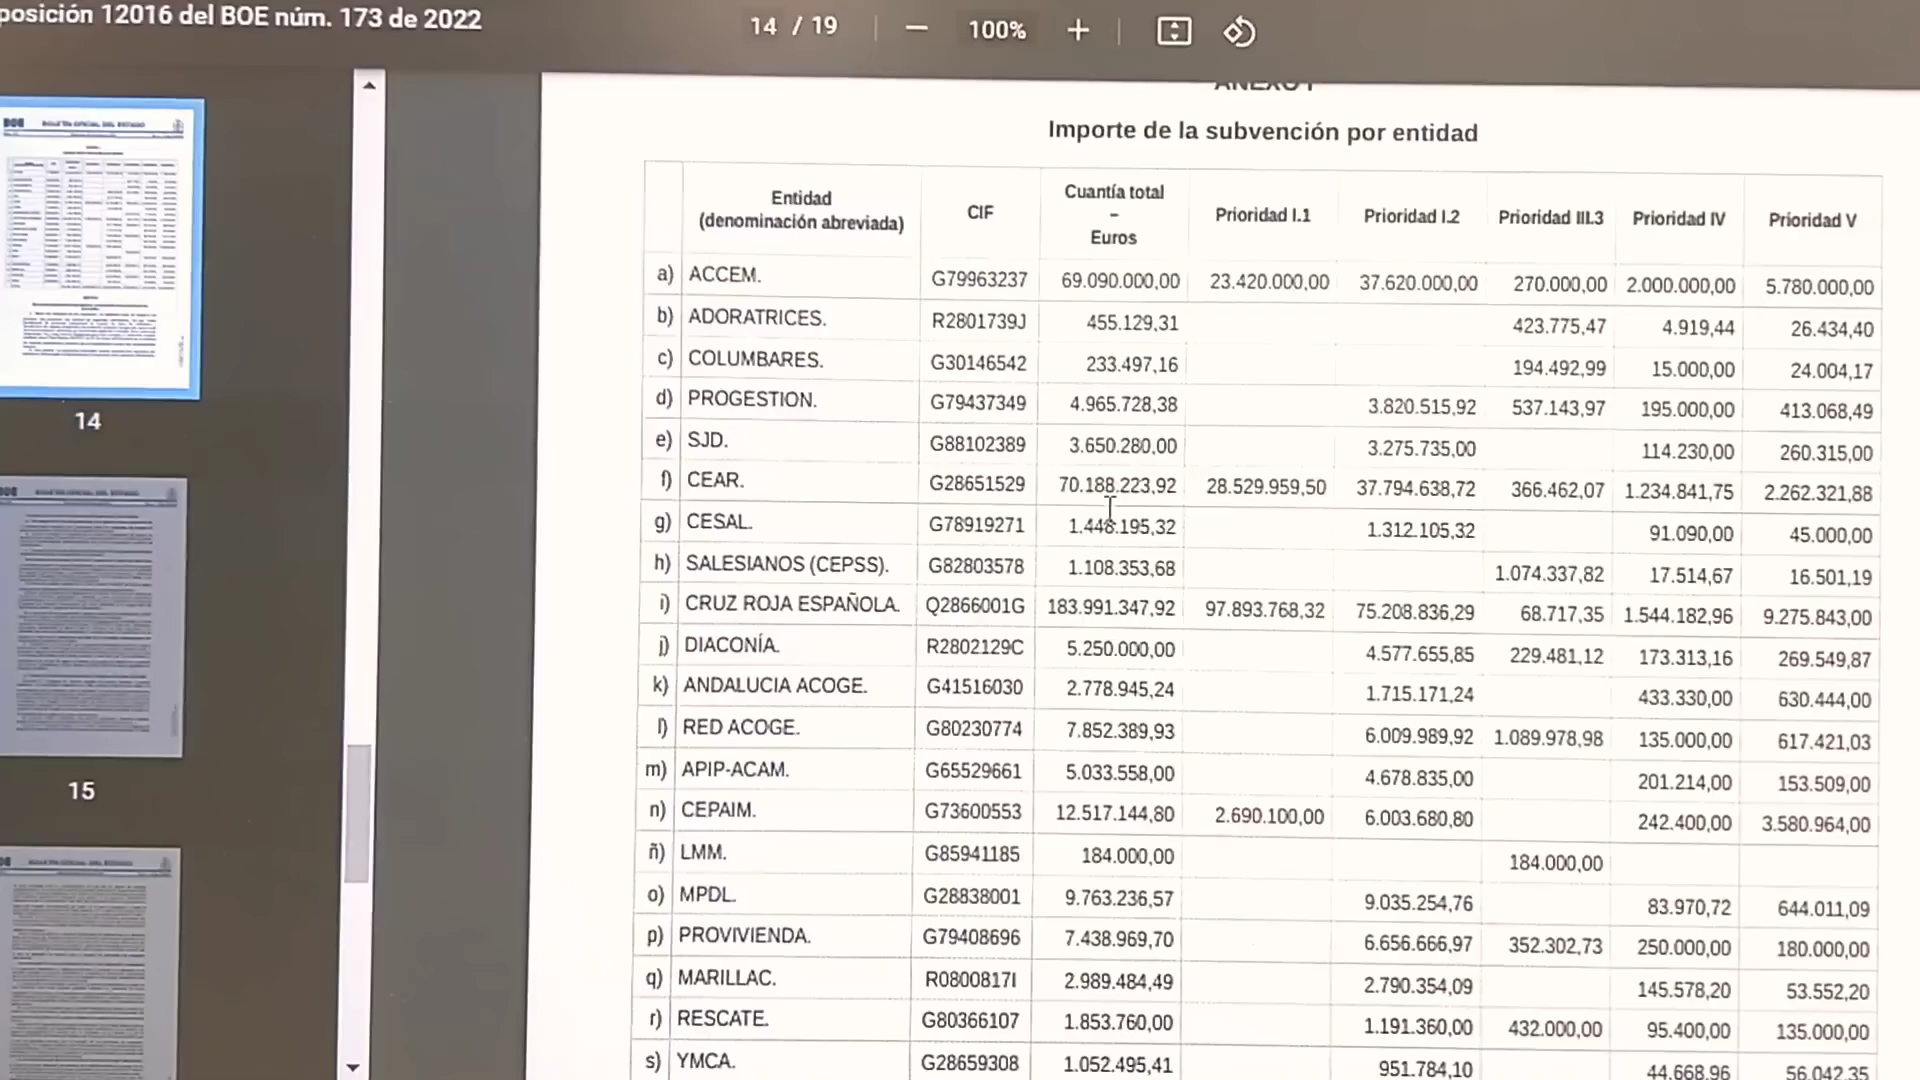 posición 12016 del BOE núm. 173 de 2022
14 / 19 100%
14
15
ANEXO I
Importe de la subvención por entidad
Entidad (denominación abreviada) CIF Cuantía total – Euros Prioridad I.1 Prioridad I.2 Prioridad III.3 Prioridad IV Prioridad V
a) ACCEM. G79963237 69.090.000,00 23.420.000,00 37.620.000,00 270.000,00 2.000.000,00 5.780.000,00
b) ADORATRICES. R2801739J 455.129,31 423.775,47 4.919,44 26.434,40
c) COLUMBARES. G30146542 233.497,16 194.492,99 15.000,00 24.004,17
d) PROGESTION. G79437349 4.965.728,38 3.820.515,92 537.143,97 195.000,00 413.068,49
e) SJD. G88102389 3.650.280,00 3.275.735,00 114.230,00 260.315,00
f) CEAR. G28651529 70.188.223,92 28.529.959,50 37.794.638,72 366.462,07 1.234.841,75 2.262.321,88
g) CESAL. G78919271 1.448.195,32 1.312.105,32 91.090,00 45.000,00
h) SALESIANOS (CEPSS). G82803578 1.108.353,68 1.074.337,82 17.514,67 16.501,19
i) CRUZ ROJA ESPAÑOLA. Q2866001G 183.991.347,92 97.893.768,32 75.208.836,29 68.717,35 1.544.182,96 9.275.843,00
j) DIACONÍA. R2802129C 5.250.000,00 4.577.655,85 229.481,12 173.313,16 269.549,87
k) ANDALUCIA ACOGE. G41516030 2.778.945,24 1.715.171,24 433.330,00 630.444,00
l) RED ACOGE. G80230774 7.852.389,93 6.009.989,92 1.089.978,98 135.000,00 617.421,03
m) APIP-ACAM. G65529661 5.033.558,00 4.678.835,00 201.214,00 153.509,00
n) CEPAIM. G73600553 12.517.144,80 2.690.100,00 6.003.680,80 242.400,00 3.580.964,00
ñ) LMM. G85941185 184.000,00 184.000,00
o) MPDL. G28838001 9.763.236,57 9.035.254,76 83.970,72 644.011,09
p) PROVIVIENDA. G79408696 7.438.969,70 6.656.666,97 352.302,73 250.000,00 180.000,00
q) MARILLAC. R0800817I 2.989.484,49 2.790.354,09 145.578,20 53.552,20
r) RESCATE. G80366107 1.853.760,00 1.191.360,00 432.000,00 95.400,00 135.000,00
s) YMCA. G28659308 1.052.495,41 951.784,10 44.668,96 56.042,35